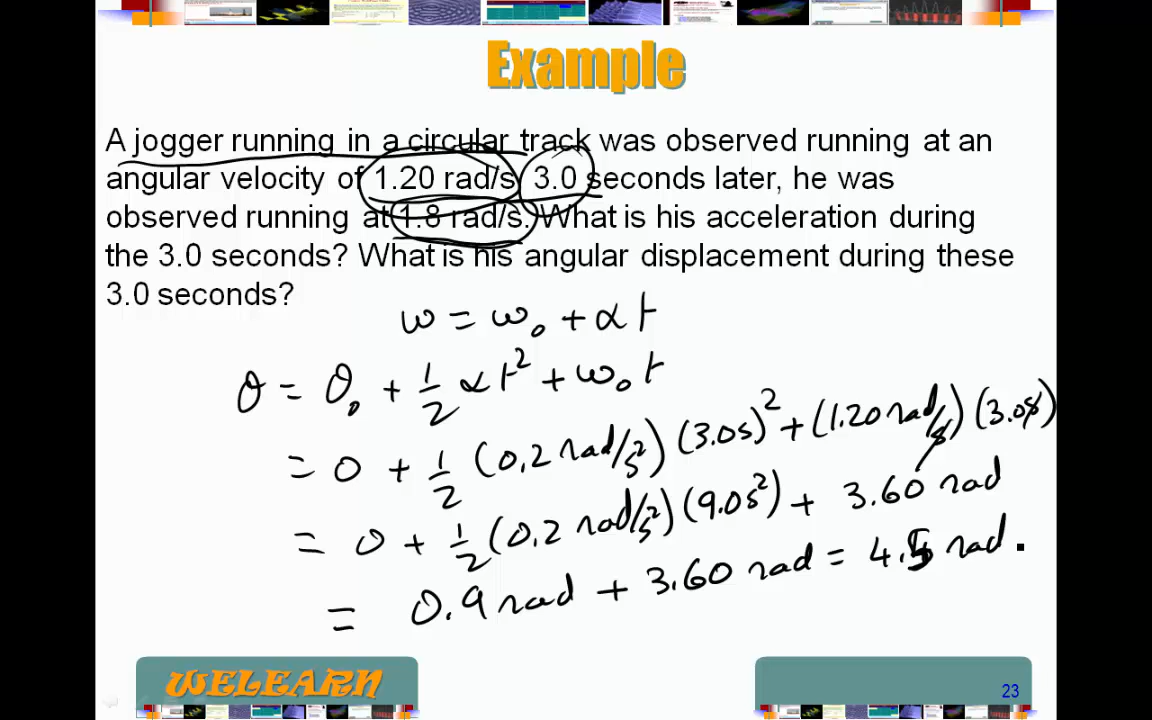 Example
A jogger running in a circular track was observed running at an
angular velocity of 1.20 rad/s 3.0 seconds later, he was
observed running at 1.8 rad/s. What is his acceleration during
the 3.0 seconds? What is his angular displacement during these
3.0 seconds?
ω = ω₀ + αt
θ = θ₀ + 1/2 αt² + ω₀t
= 0 + 1/2 (0.2 rad/s²) (3.0s)² + (1.20 rad/s) (3.0s)
= 0 + 1/2 (0.2 rad/s²) (9.0s²) + 3.60 rad
= 0.9 rad + 3.60 rad = 4.5 rad.
WELEARN
23